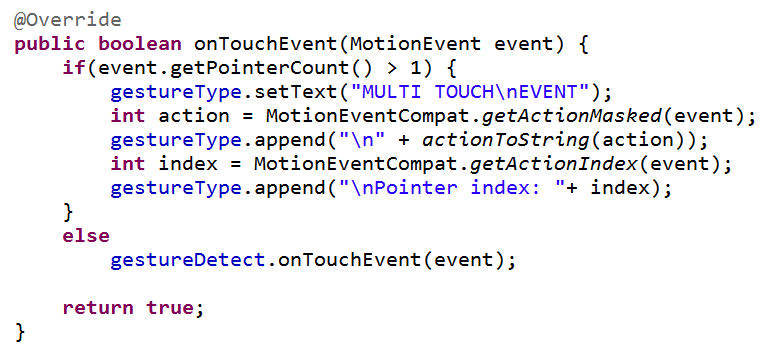 @Override
public boolean onTouchEvent(MotionEvent event) {
    if(event.getPointerCount() > 1) {
        gestureType.setText("MULTI TOUCH\nEVENT");
        int action = MotionEventCompat.getActionMasked(event);
        gestureType.append("\n" + actionToString(action));
        int index = MotionEventCompat.getActionIndex(event);
        gestureType.append("\nPointer index: "+ index);
    }
    else
        gestureDetect.onTouchEvent(event);

    return true;
}